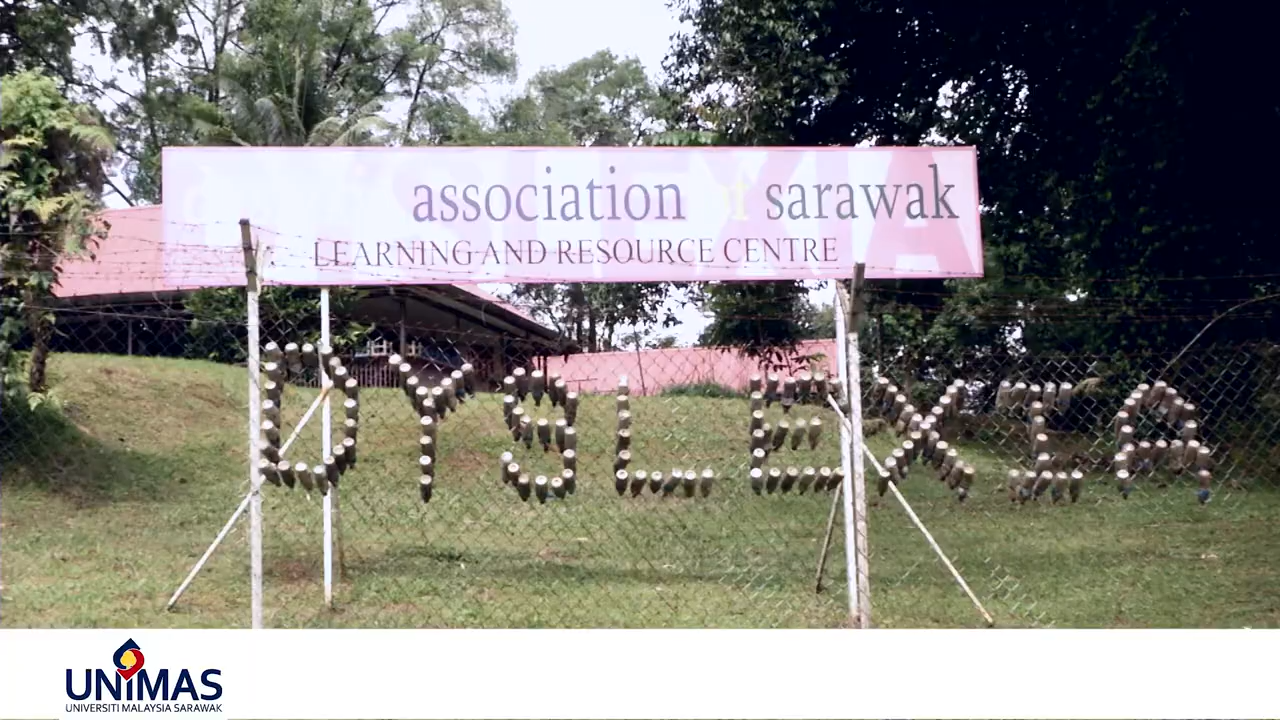 association of sarawak
LEARNING AND RESOURCE CENTRE
DYSLEXIA
UNIMAS
UNIVERSITI MALAYSIA SARAWAK